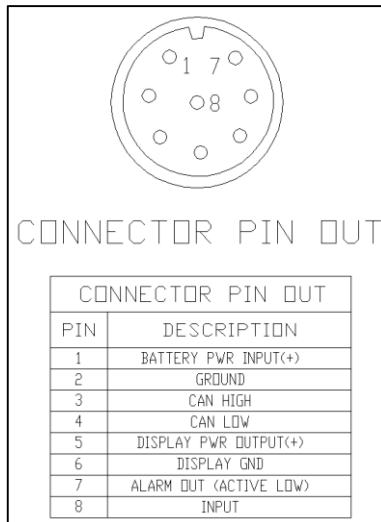 1 7
8
CONNECTOR PIN OUT
CONNECTOR PIN OUT
PIN DESCRIPTION
1 BATTERY PWR INPUT(+)
2 GROUND
3 CAN HIGH
4 CAN LOW
5 DISPLAY PWR OUTPUT(+)
6 DISPLAY GND
7 ALARM OUT (ACTIVE LOW)
8 INPUT